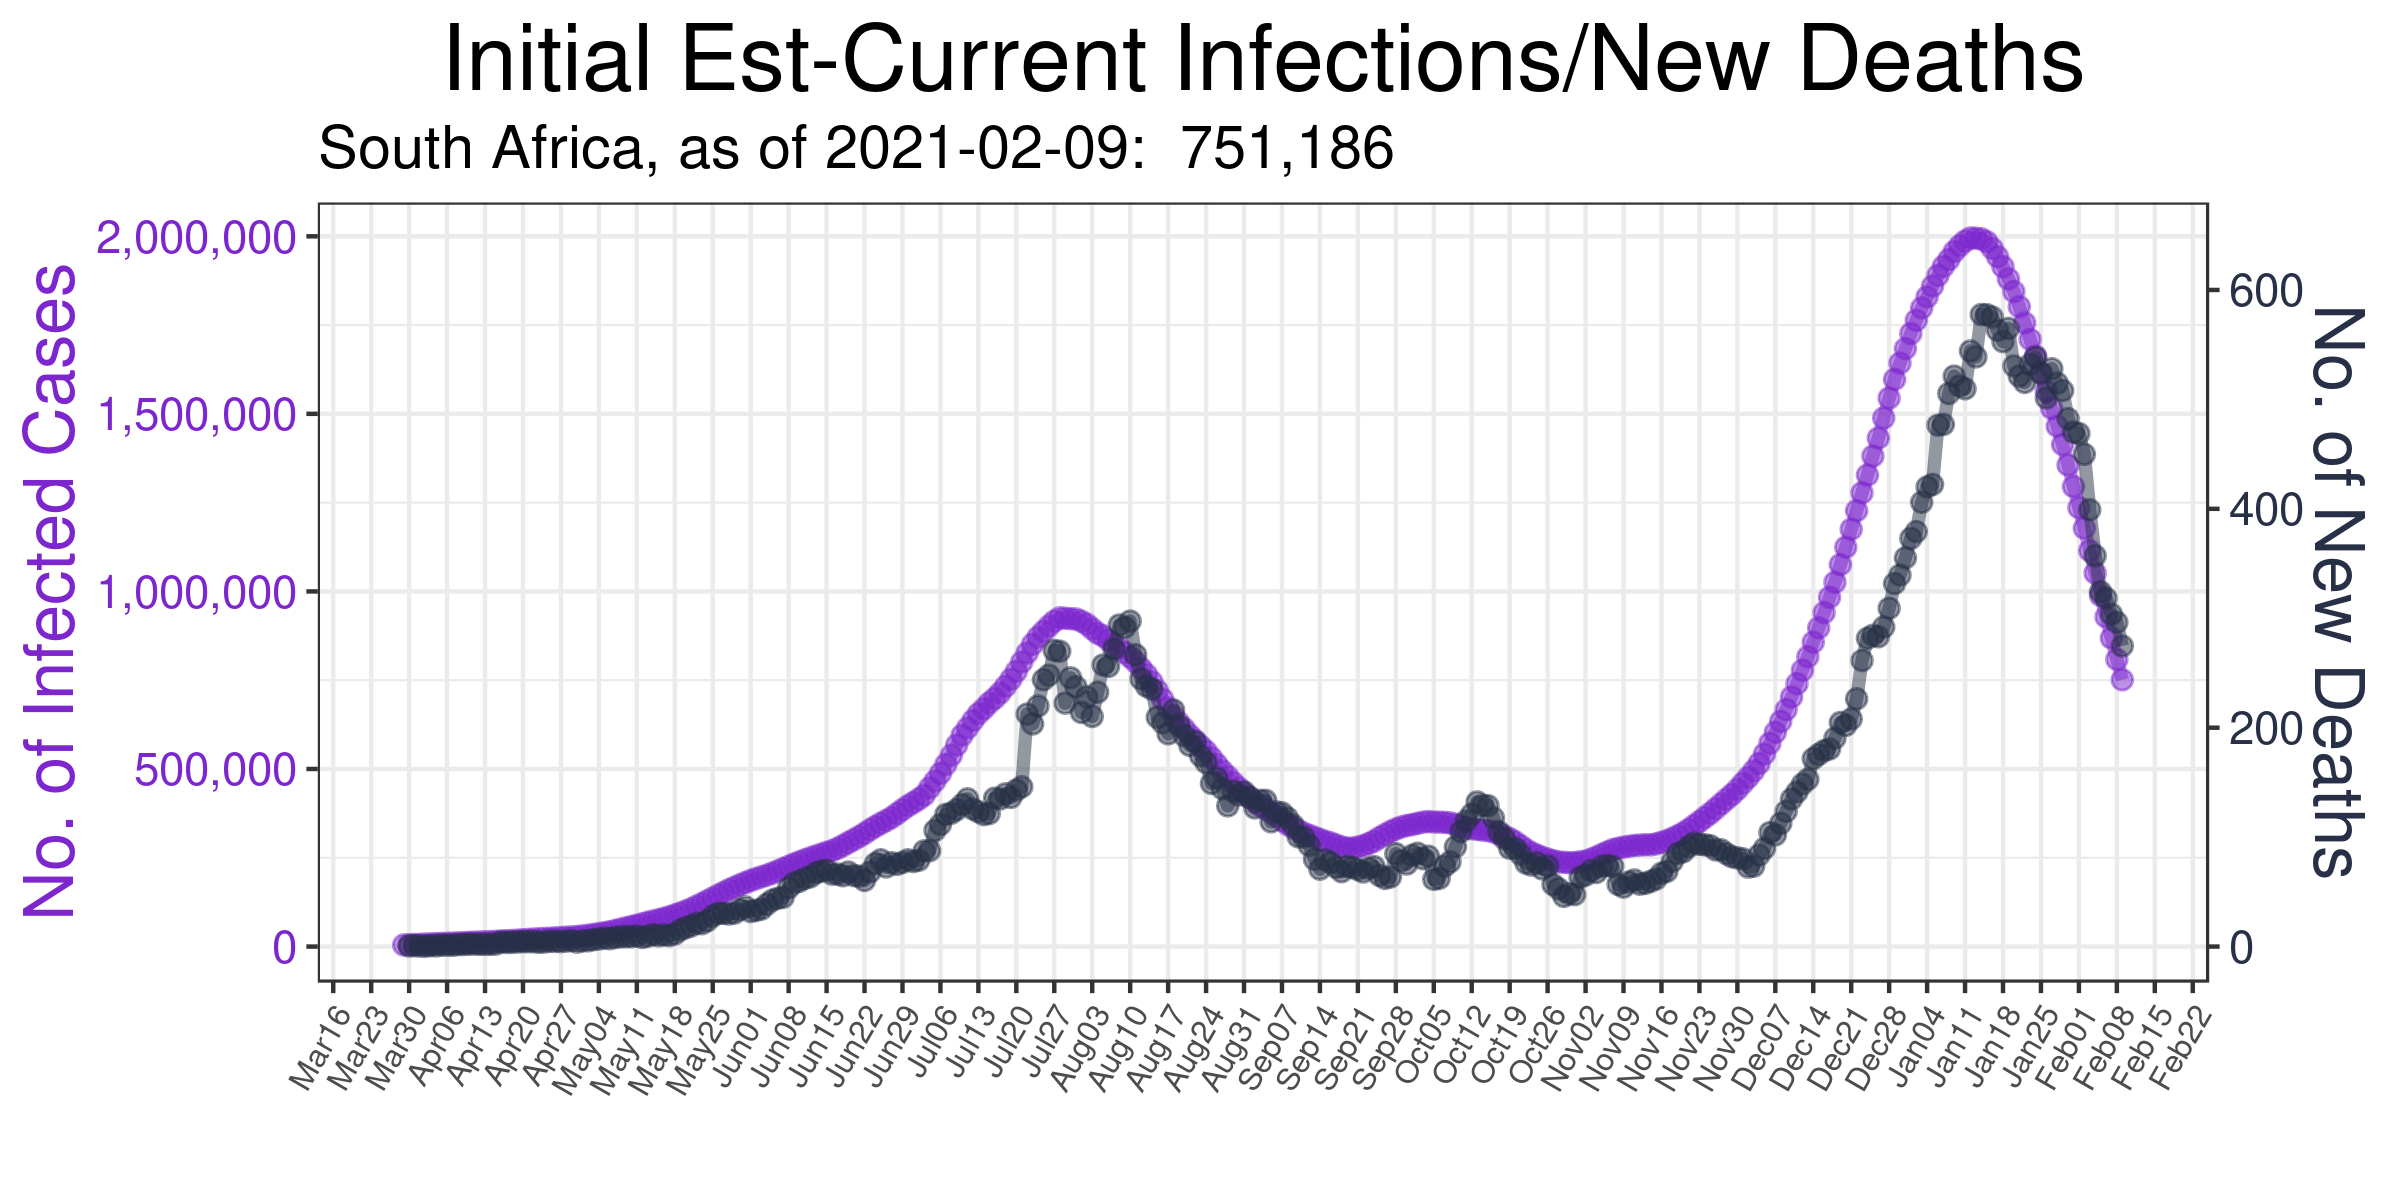 Initial Est-Current Infections/New Deaths
South Africa, as of 2021-02-09:  751,186
No. of Infected Cases
2,000,000
1,500,000
1,000,000
500,000
0
600
400
200
0
No. of New Deaths
Mar16
Mar23
Mar30
Apr06
Apr13
Apr20
Apr27
May04
May11
May18
May25
Jun01
Jun08
Jun15
Jun22
Jun29
Jul06
Jul13
Jul20
Jul27
Aug03
Aug10
Aug17
Aug24
Aug31
Sep07
Sep14
Sep21
Sep28
Oct05
Oct12
Oct19
Oct26
Nov02
Nov09
Nov16
Nov23
Nov30
Dec07
Dec14
Dec21
Dec28
Jan04
Jan11
Jan18
Jan25
Feb01
Feb08
Feb15
Feb22